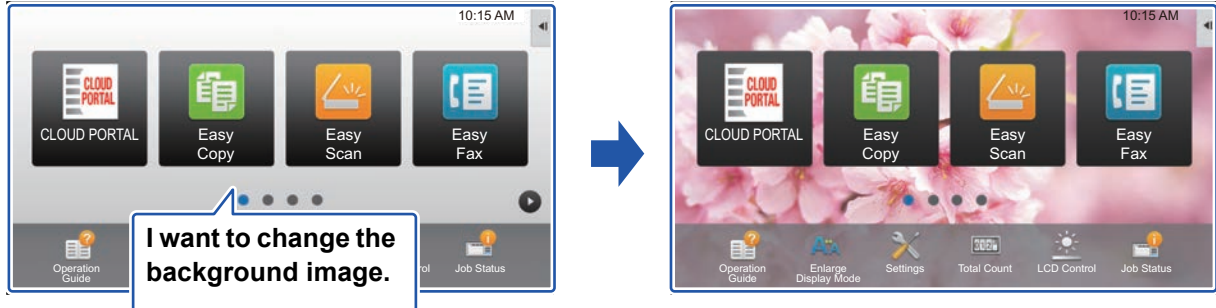 10:15 AM
CLOUD
PORTAL
CLOUD PORTAL
Easy
Copy
Easy
Scan
Easy
Fax
I want to change the
background image.
Operation
Guide
rol
Job Status
10:15 AM
CLOUD
PORTAL
CLOUD PORTAL
Easy
Copy
Easy
Scan
Easy
Fax
Operation
Guide
Enlarge
Display Mode
Settings
Total Count
LCD Control
Job Status